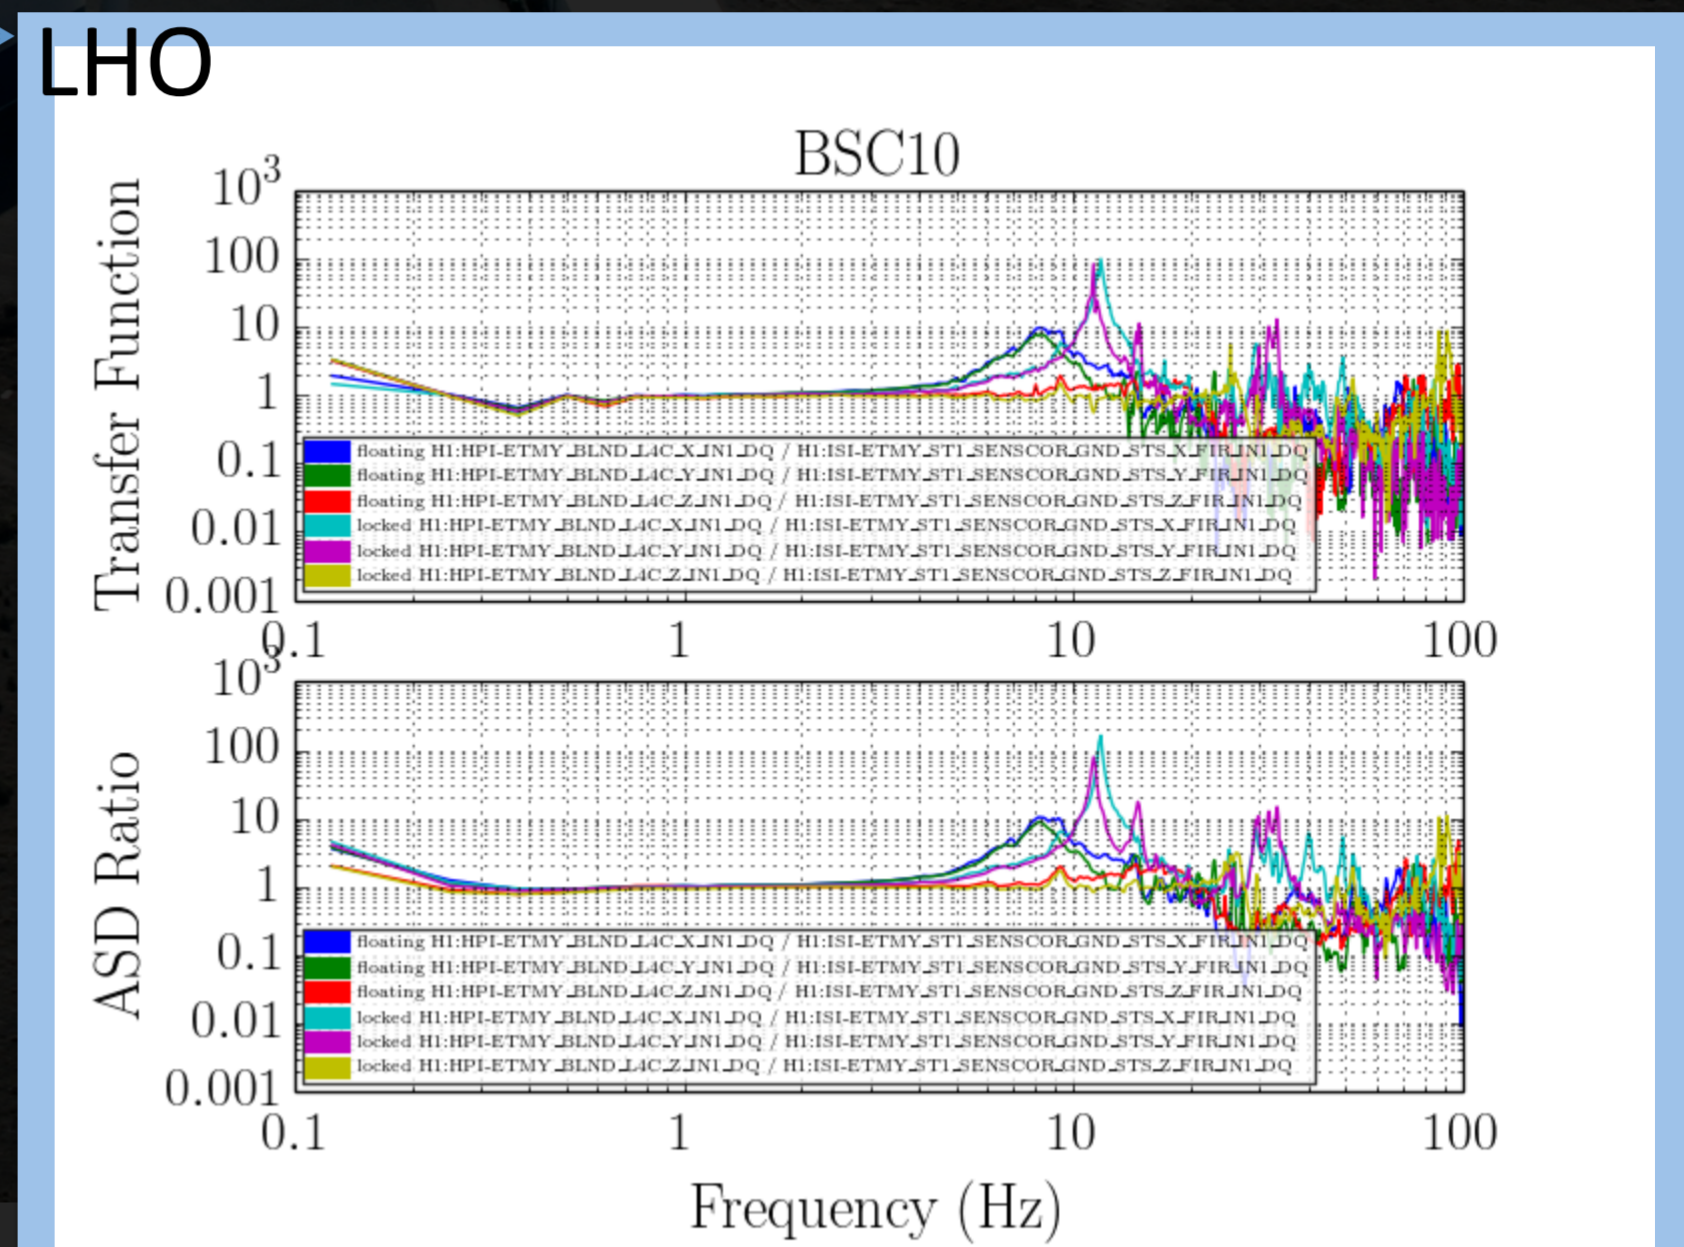 LHO
BSC10
Transfer Function
10³
100
10
1
0.1
0.01
0.001
floating H1:HPI-ETMY_BLND_L4C_X_IN1_DQ / H1:ISI-ETMY_ST1_SENSCOR_GND_STS_X_FIR_IN1_DQ
floating H1:HPI-ETMY_BLND_L4C_Y_IN1_DQ / H1:ISI-ETMY_ST1_SENSCOR_GND_STS_Y_FIR_IN1_DQ
floating H1:HPI-ETMY_BLND_L4C_Z_IN1_DQ / H1:ISI-ETMY_ST1_SENSCOR_GND_STS_Z_FIR_IN1_DQ
locked H1:HPI-ETMY_BLND_L4C_X_IN1_DQ / H1:ISI-ETMY_ST1_SENSCOR_GND_STS_X_FIR_IN1_DQ
locked H1:HPI-ETMY_BLND_L4C_Y_IN1_DQ / H1:ISI-ETMY_ST1_SENSCOR_GND_STS_Y_FIR_IN1_DQ
locked H1:HPI-ETMY_BLND_L4C_Z_IN1_DQ / H1:ISI-ETMY_ST1_SENSCOR_GND_STS_Z_FIR_IN1_DQ
0.1 1 10 100
ASD Ratio
10³
100
10
1
0.1
0.01
0.001
floating H1:HPI-ETMY_BLND_L4C_X_IN1_DQ / H1:ISI-ETMY_ST1_SENSCOR_GND_STS_X_FIR_IN1_DQ
floating H1:HPI-ETMY_BLND_L4C_Y_IN1_DQ / H1:ISI-ETMY_ST1_SENSCOR_GND_STS_Y_FIR_IN1_DQ
floating H1:HPI-ETMY_BLND_L4C_Z_IN1_DQ / H1:ISI-ETMY_ST1_SENSCOR_GND_STS_Z_FIR_IN1_DQ
locked H1:HPI-ETMY_BLND_L4C_X_IN1_DQ / H1:ISI-ETMY_ST1_SENSCOR_GND_STS_X_FIR_IN1_DQ
locked H1:HPI-ETMY_BLND_L4C_Y_IN1_DQ / H1:ISI-ETMY_ST1_SENSCOR_GND_STS_Y_FIR_IN1_DQ
locked H1:HPI-ETMY_BLND_L4C_Z_IN1_DQ / H1:ISI-ETMY_ST1_SENSCOR_GND_STS_Z_FIR_IN1_DQ
0.1 1 10 100
Frequency (Hz)